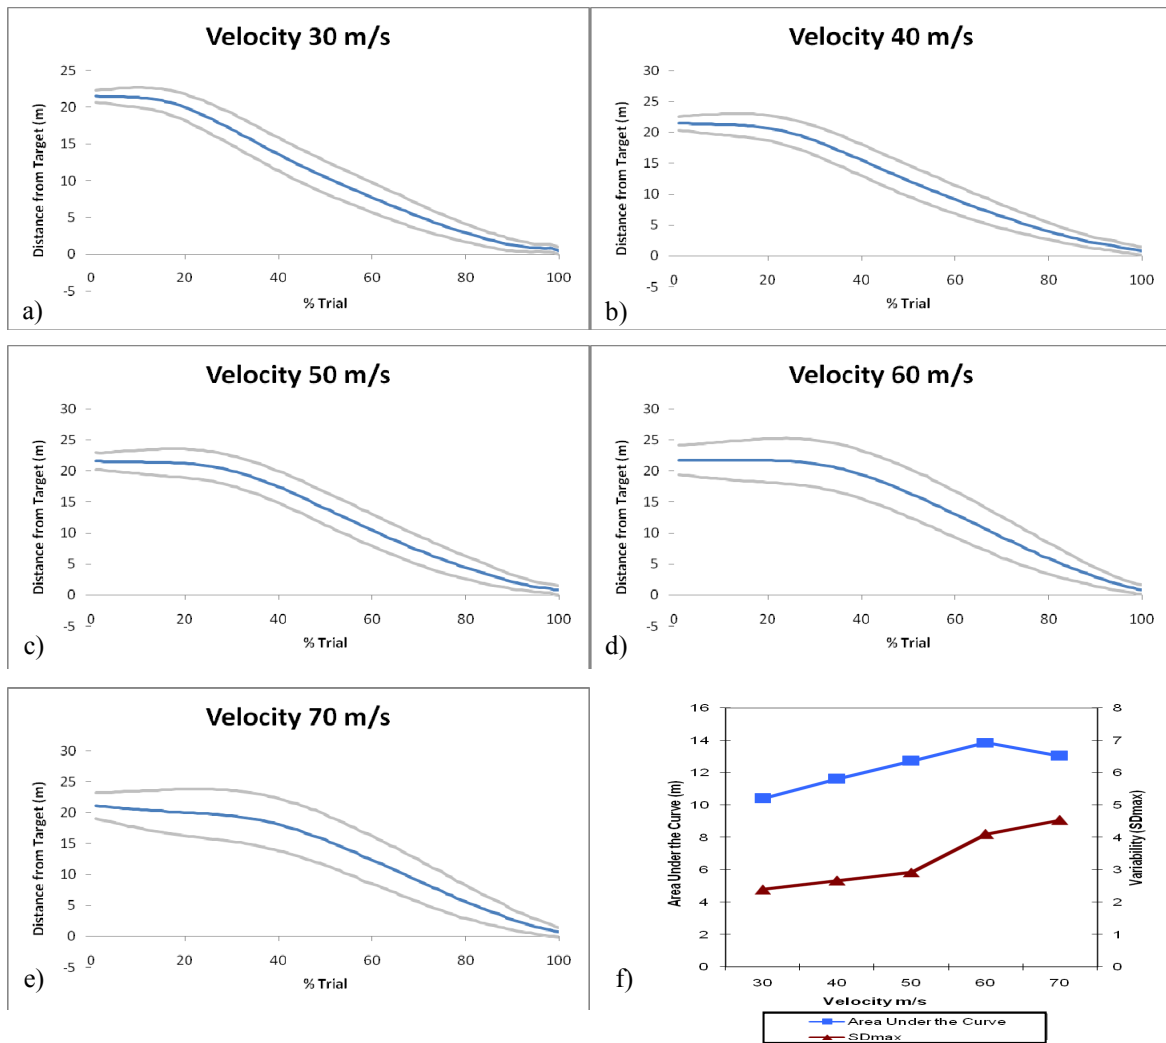 Velocity 30 m/s
25
20
15
10
5
0
-5
0 20 40 60 80 100
Distance from Target (m)
% Trial
a)
Velocity 40 m/s
30
25
20
15
10
5
0
-5
0 20 40 60 80 100
Distance from Target (m)
% Trial
b)
Velocity 50 m/s
30
25
20
15
10
5
0
-5
0 20 40 60 80 100
Distance from Target (m)
% Trial
c)
Velocity 60 m/s
30
25
20
15
10
5
0
-5
0 20 40 60 80 100
Distance from Target (m)
% Trial
d)
Velocity 70 m/s
30
25
20
15
10
5
0
-5
0 20 40 60 80 100
Distance from Target (m)
% Trial
e)
16
14
12
10
8
6
4
2
0
Area Under the Curve (m)
8
7
6
5
4
3
2
1
0
Variability (SDmax)
30 40 50 60 70
Velocity m/s
Area Under the Curve
SDmax
f)